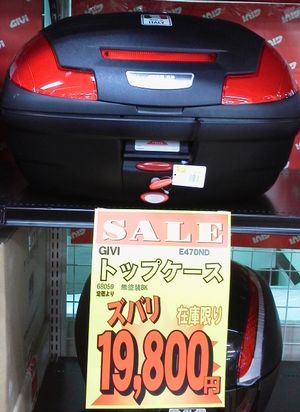 GIVI
ITALY
SALE
GIVI E470ND
トップケース
68059 無塗装BK
定価より
ズバリ 在庫限り
19,800円